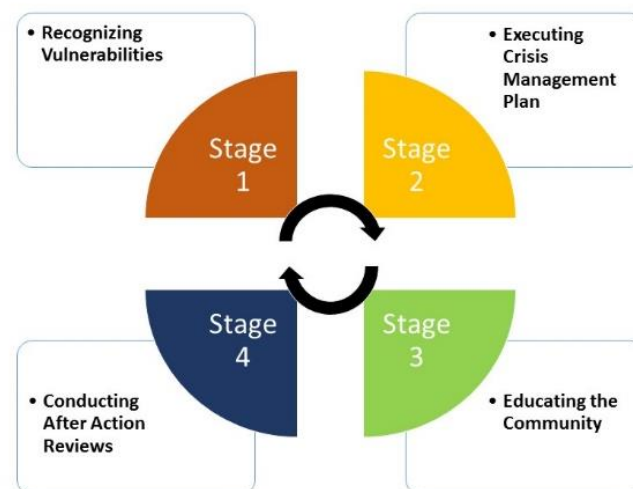 • Recognizing
Vulnerabilities
• Executing
Crisis
Management
Plan
Stage
1
Stage
2
Stage
4
Stage
3
• Conducting
After Action
Reviews
• Educating the
Community